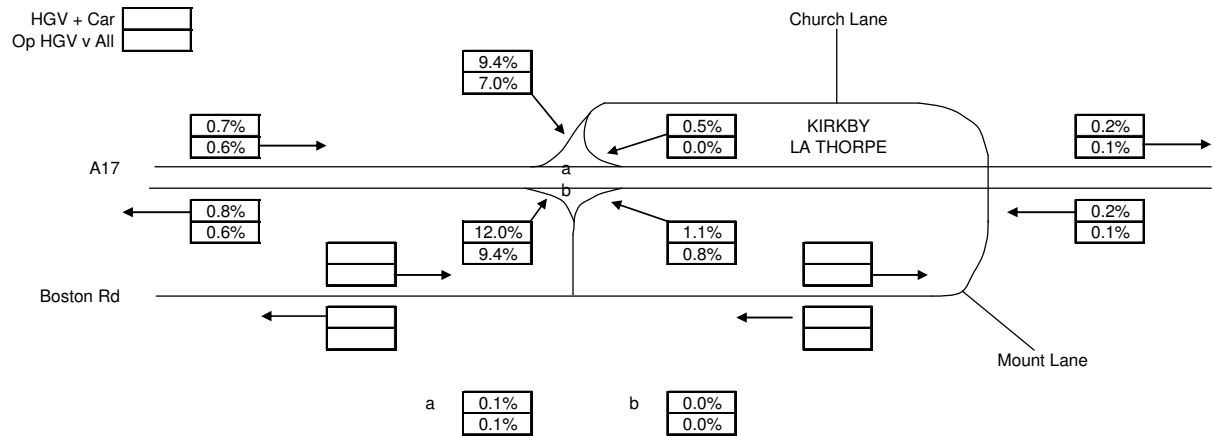 HGV + Car
Op HGV v All
Church Lane
9.4%
7.0%
0.7%
0.6%
0.5%
0.0%
KIRKBY
LA THORPE
0.2%
0.1%
A17
a
b
0.8%
0.6%
12.0%
9.4%
1.1%
0.8%
0.2%
0.1%
Boston Rd
Mount Lane
a
0.1%
0.1%
b
0.0%
0.0%